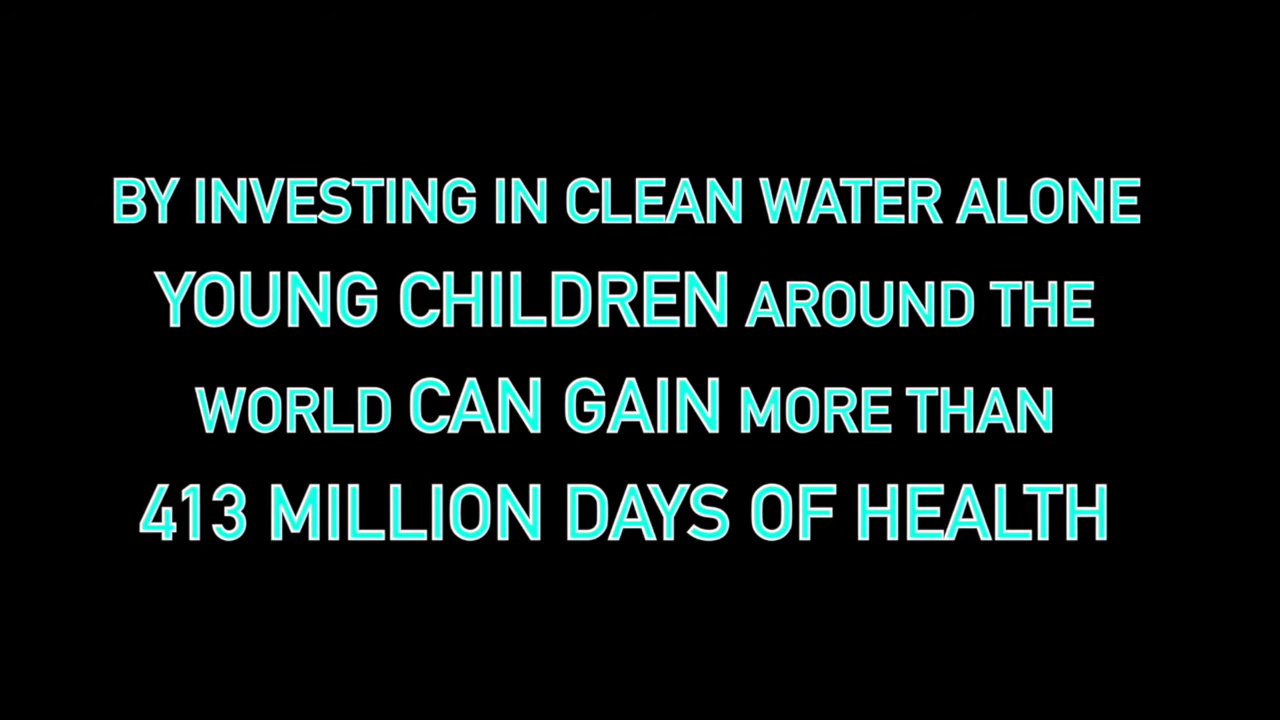 BY INVESTING IN CLEAN WATER ALONE
YOUNG CHILDREN AROUND THE
WORLD CAN GAIN MORE THAN
413 MILLION DAYS OF HEALTH